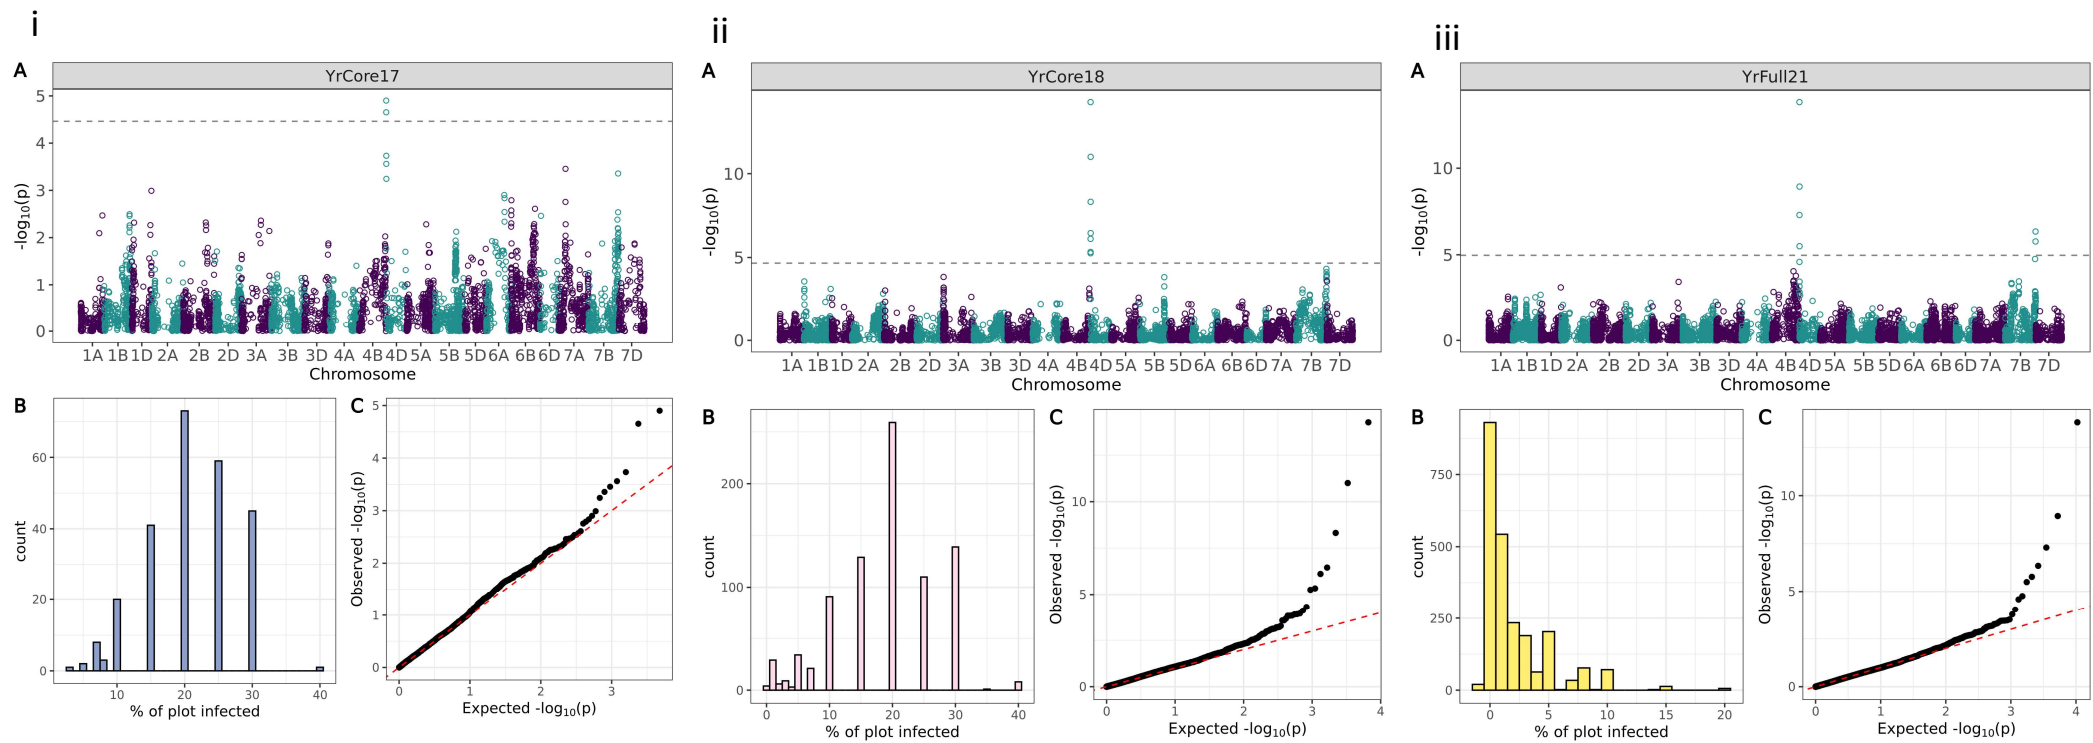 i
A
YrCore17
5
4
3
2
1
0
-log10(p)
1A 1B 1D 2A 2B 2D 3A 3B 3D 4A 4B 4D 5A 5B 5D 6A 6B 6D 7A 7B 7D
Chromosome
B
60
40
20
0
count
10 20 30 40
% of plot infected
C
5
4
3
2
1
0
Observed -log10(p)
0 1 2 3
Expected -log10(p)
ii
A
YrCore18
10
5
0
-log10(p)
1A 1B 1D 2A 2B 2D 3A 3B 3D 4A 4B 4D 5A 5B 5D 6A 6B 6D 7A 7B 7D
Chromosome
B
200
100
0
count
0 10 20 30 40
% of plot infected
C
10
5
0
Observed -log10(p)
0 1 2 3 4
Expected -log10(p)
iii
A
YrFull21
10
5
0
-log10(p)
1A 1B 1D 2A 2B 2D 3A 3B 3D 4A 4B 4D 5A 5B 5D 6A 6B 6D 7A 7B 7D
Chromosome
B
750
500
250
0
count
0 5 10 15 20
% of plot infected
C
10
5
0
Observed -log10(p)
0 1 2 3 4
Expected -log10(p)